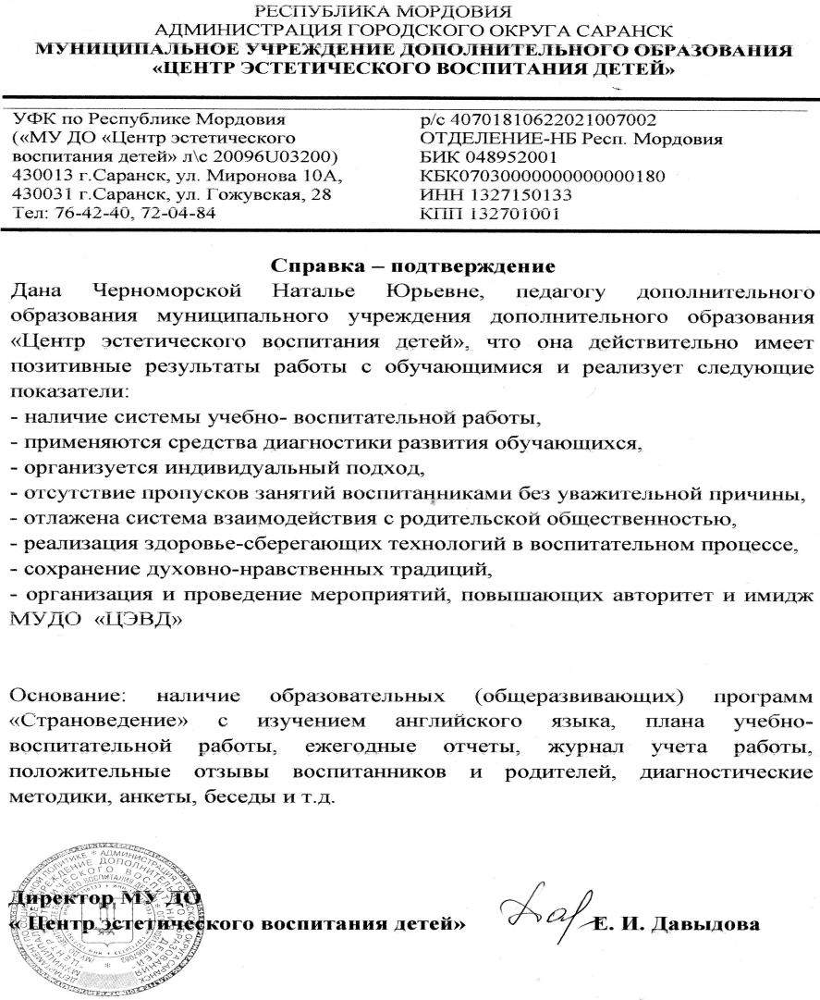 РЕСПУБЛИКА МОРДОВИЯ
АДМИНИСТРАЦИЯ ГОРОДСКОГО ОКРУГА САРАНСК
МУНИЦИПАЛЬНОЕ УЧРЕЖДЕНИЕ ДОПОЛНИТЕЛЬНОГО ОБРАЗОВАНИЯ
«ЦЕНТР ЭСТЕТИЧЕСКОГО ВОСПИТАНИЯ ДЕТЕЙ»
УФК по Республике Мордовия
(«МУ ДО «Центр эстетического
воспитания детей» л\с 20096U03200)
430013 г.Саранск, ул. Миронова 10А,
430031 г.Саранск, ул. Гожувская, 28
Тел: 76-42-40, 72-04-84
р/с 40701810622021007002
ОТДЕЛЕНИЕ-НБ Респ. Мордовия
БИК 048952001
КБК07030000000000000180
ИНН 1327150133
КПП 132701001
Справка – подтверждение
Дана Черноморской Наталье Юрьевне, педагогу дополнительного
образования муниципального учреждения дополнительного образования
«Центр эстетического воспитания детей», что она действительно имеет
позитивные результаты работы с обучающимися и реализует следующие
показатели:
- наличие системы учебно- воспитательной работы,
- применяются средства диагностики развития обучающихся,
- организуется индивидуальный подход,
- отсутствие пропусков занятий воспитанниками без уважительной причины,
- отлажена система взаимодействия с родительской общественностью,
- реализация здоровье-сберегающих технологий в воспитательном процессе,
- сохранение духовно-нравственных традиций,
- организация и проведение мероприятий, повышающих авторитет и имидж
МУДО «ЦЭВД»
Основание: наличие образовательных (общеразвивающих) программ
«Страноведение» с изучением английского языка, плана учебно-
воспитательной работы, ежегодные отчеты, журнал учета работы,
положительные отзывы воспитанников и родителей, диагностические
методики, анкеты, беседы и т.д.
Директор МУ ДО
« Центр эстетического воспитания детей»
Е. И. Давыдова